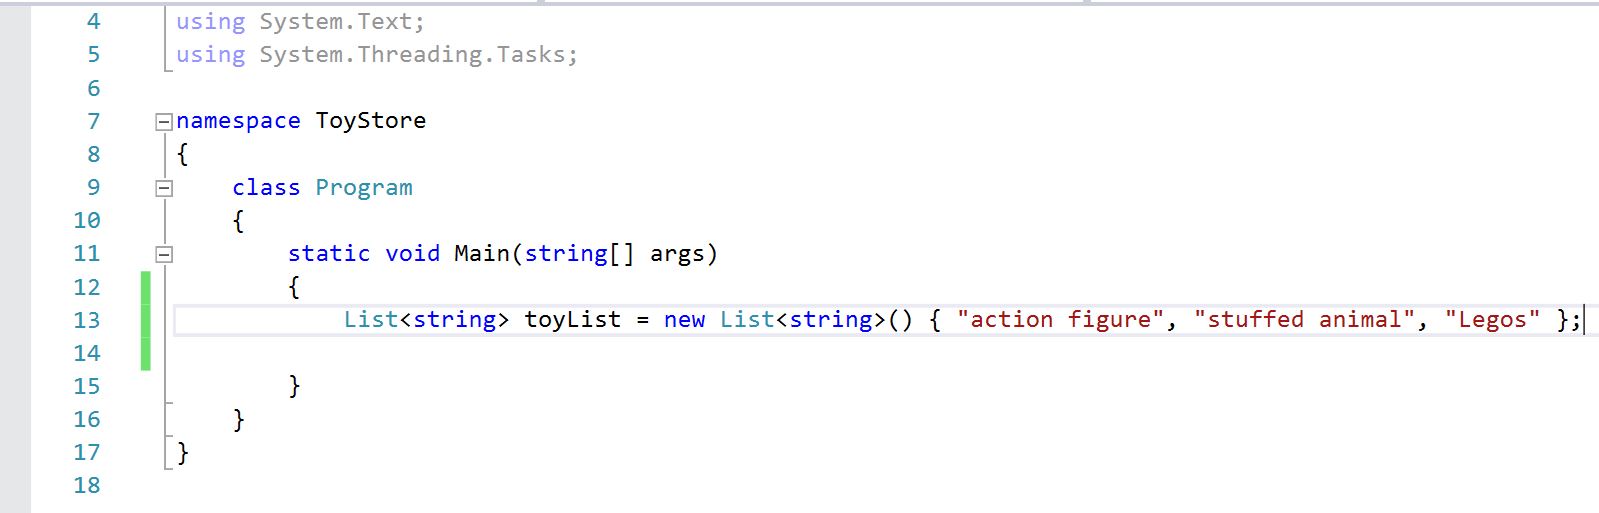 4 using System.Text;
5 using System.Threading.Tasks;
6
7 namespace ToyStore
8 {
9 class Program
10 {
11 static void Main(string[] args)
12 {
13 List<string> toyList = new List<string>() { "action figure", "stuffed animal", "Legos" };
14
15 }
16 }
17 }
18